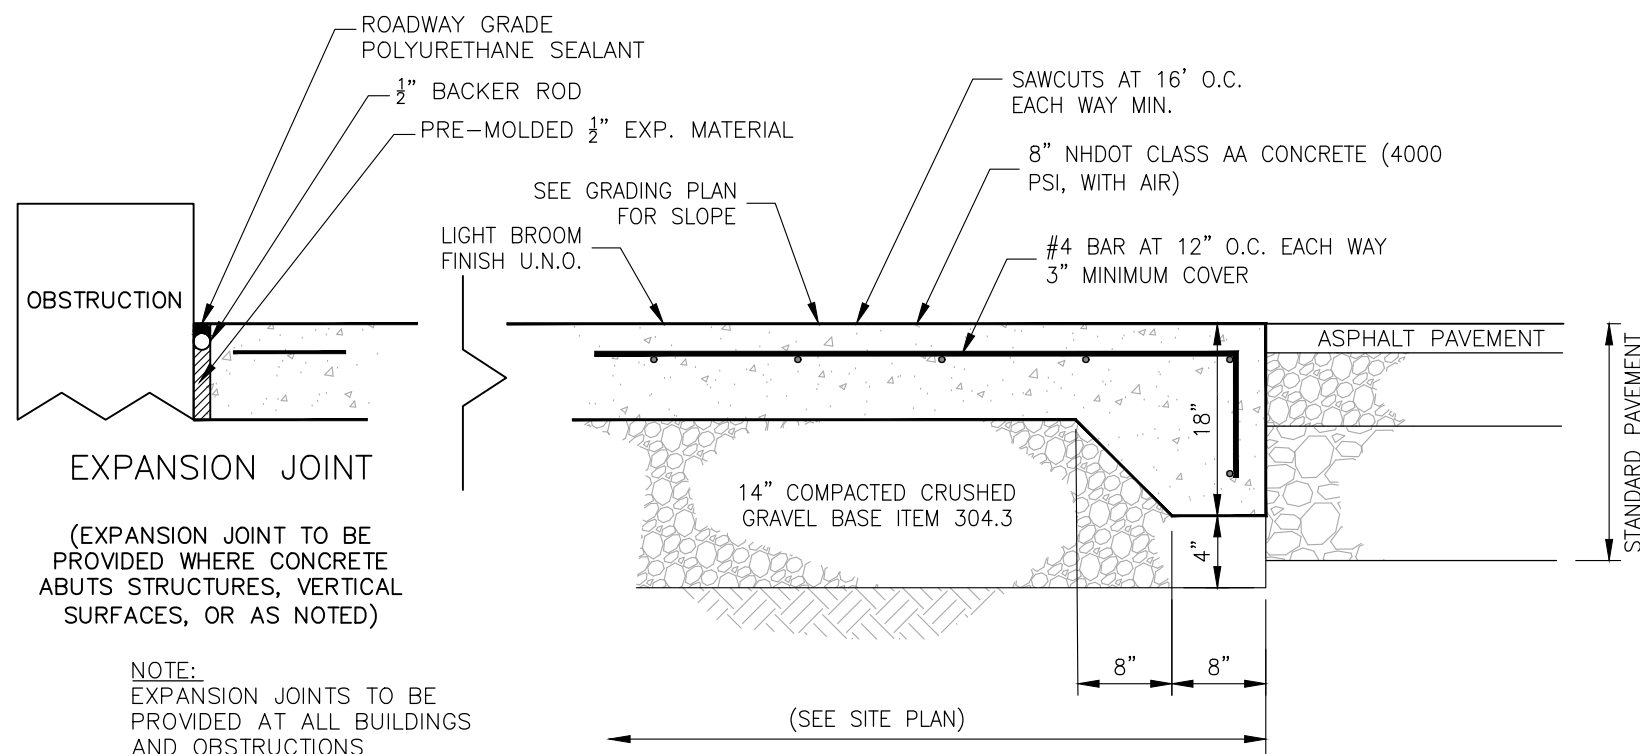 ROADWAY GRADE
POLYURETHANE SEALANT
½" BACKER ROD
PRE-MOLDED ½" EXP. MATERIAL
SEE GRADING PLAN
FOR SLOPE
LIGHT BROOM
FINISH U.N.O.
SAWCUTS AT 16' O.C.
EACH WAY MIN.
8" NHDOT CLASS AA CONCRETE (4000
PSI, WITH AIR)
#4 BAR AT 12" O.C. EACH WAY
3" MINIMUM COVER
OBSTRUCTION
ASPHALT PAVEMENT
STANDARD PAVEMENT
18"
4"
14" COMPACTED CRUSHED
GRAVEL BASE ITEM 304.3
EXPANSION JOINT
(EXPANSION JOINT TO BE
PROVIDED WHERE CONCRETE
ABUTS STRUCTURES, VERTICAL
SURFACES, OR AS NOTED)
NOTE:
EXPANSION JOINTS TO BE
PROVIDED AT ALL BUILDINGS
AND OBSTRUCTIONS
8"
8"
(SEE SITE PLAN)